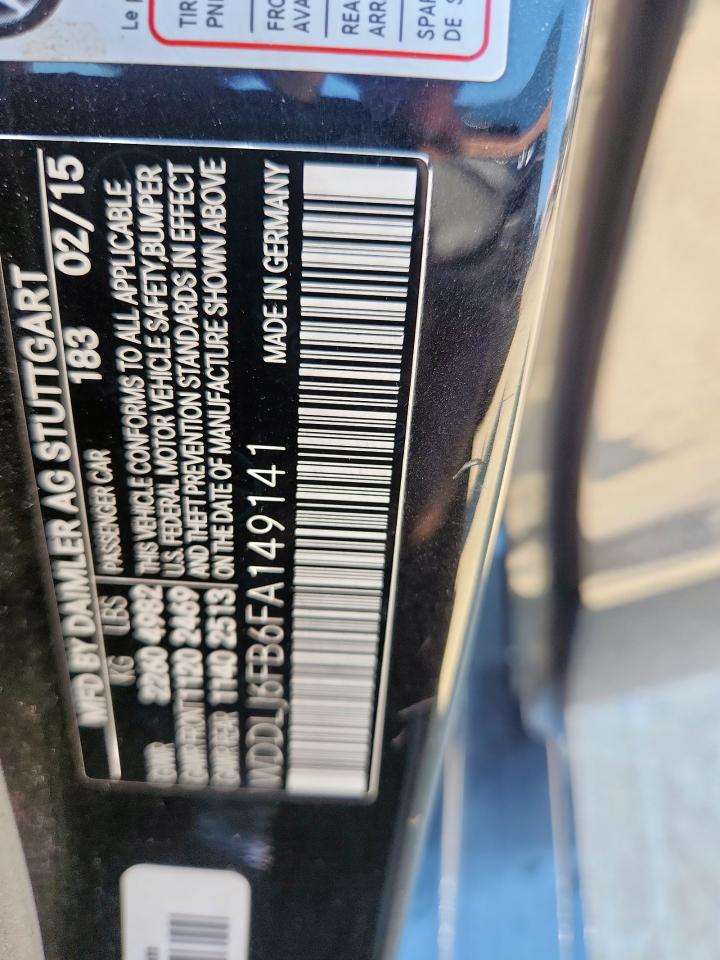 Le
TIR
PNE
FRO
AVA
REA
ARR
SPAR
DE S
MFD BY DAIMLER AG STUTTGART
KG LBS PASSENGER CAR 183 02/15
GVWR 2260 4982
GAWR FRONT 1120 2469
GAWR REAR 1140 2513
THIS VEHICLE CONFORMS TO ALL APPLICABLE
U.S. FEDERAL MOTOR VEHICLE SAFETY,BUMPER
AND THEFT PREVENTION STANDARDS IN EFFECT
ON THE DATE OF MANUFACTURE SHOWN ABOVE
WDDLJ6FB6FA149141 MADE IN GERMANY